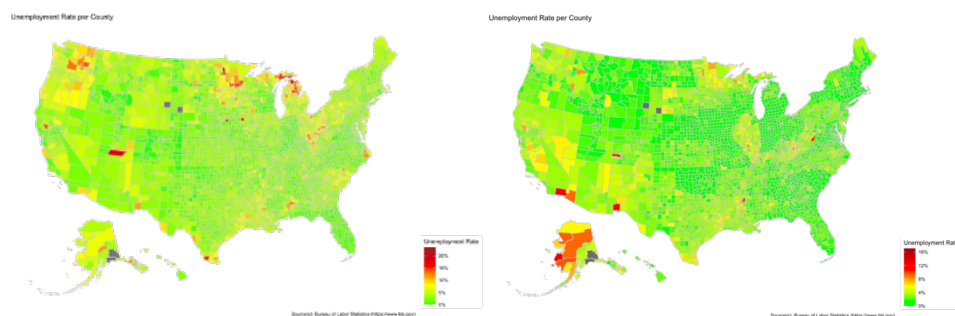 Unemployment Rate per County
Unemployment Rate
20%
15%
10%
5%
0%
Source(s): Bureau of Labor Statistics (https://www.bls.gov/)
Unemployment Rate per County
Unemployment Rate
16%
12%
8%
4%
0%
Source(s): Bureau of Labor Statistics (https://www.bls.gov/)